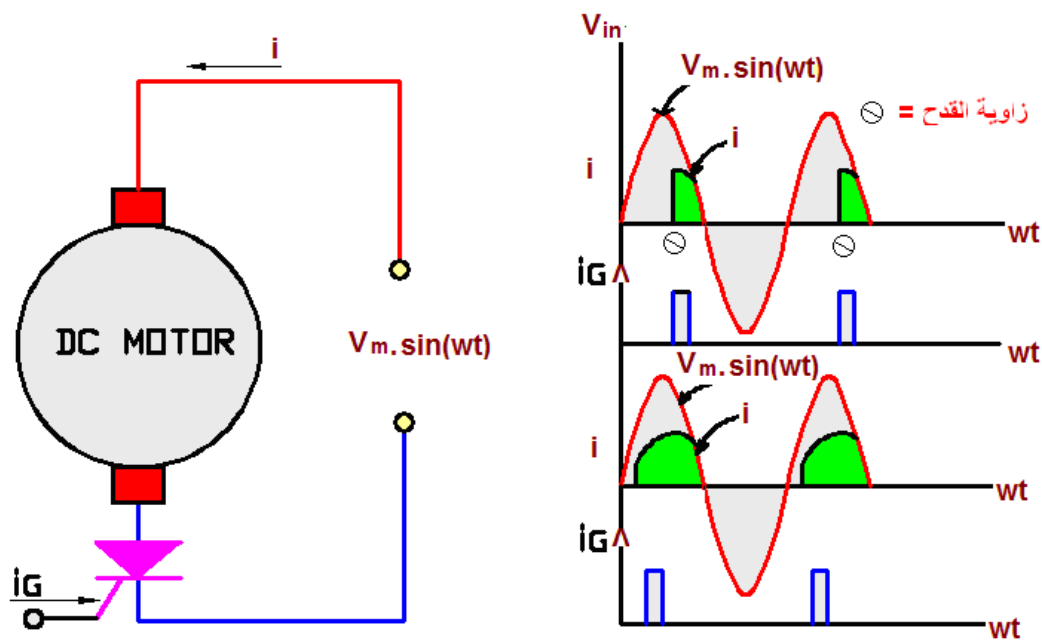 i
DC MOTOR
Vm.sin(wt)
iG
Vin
Vm.sin(wt)
زاوية القدح = ⍉
i
i
wt
⍉ ⍉
iG
wt
Vm.sin(wt)
i
i
wt
iG
wt